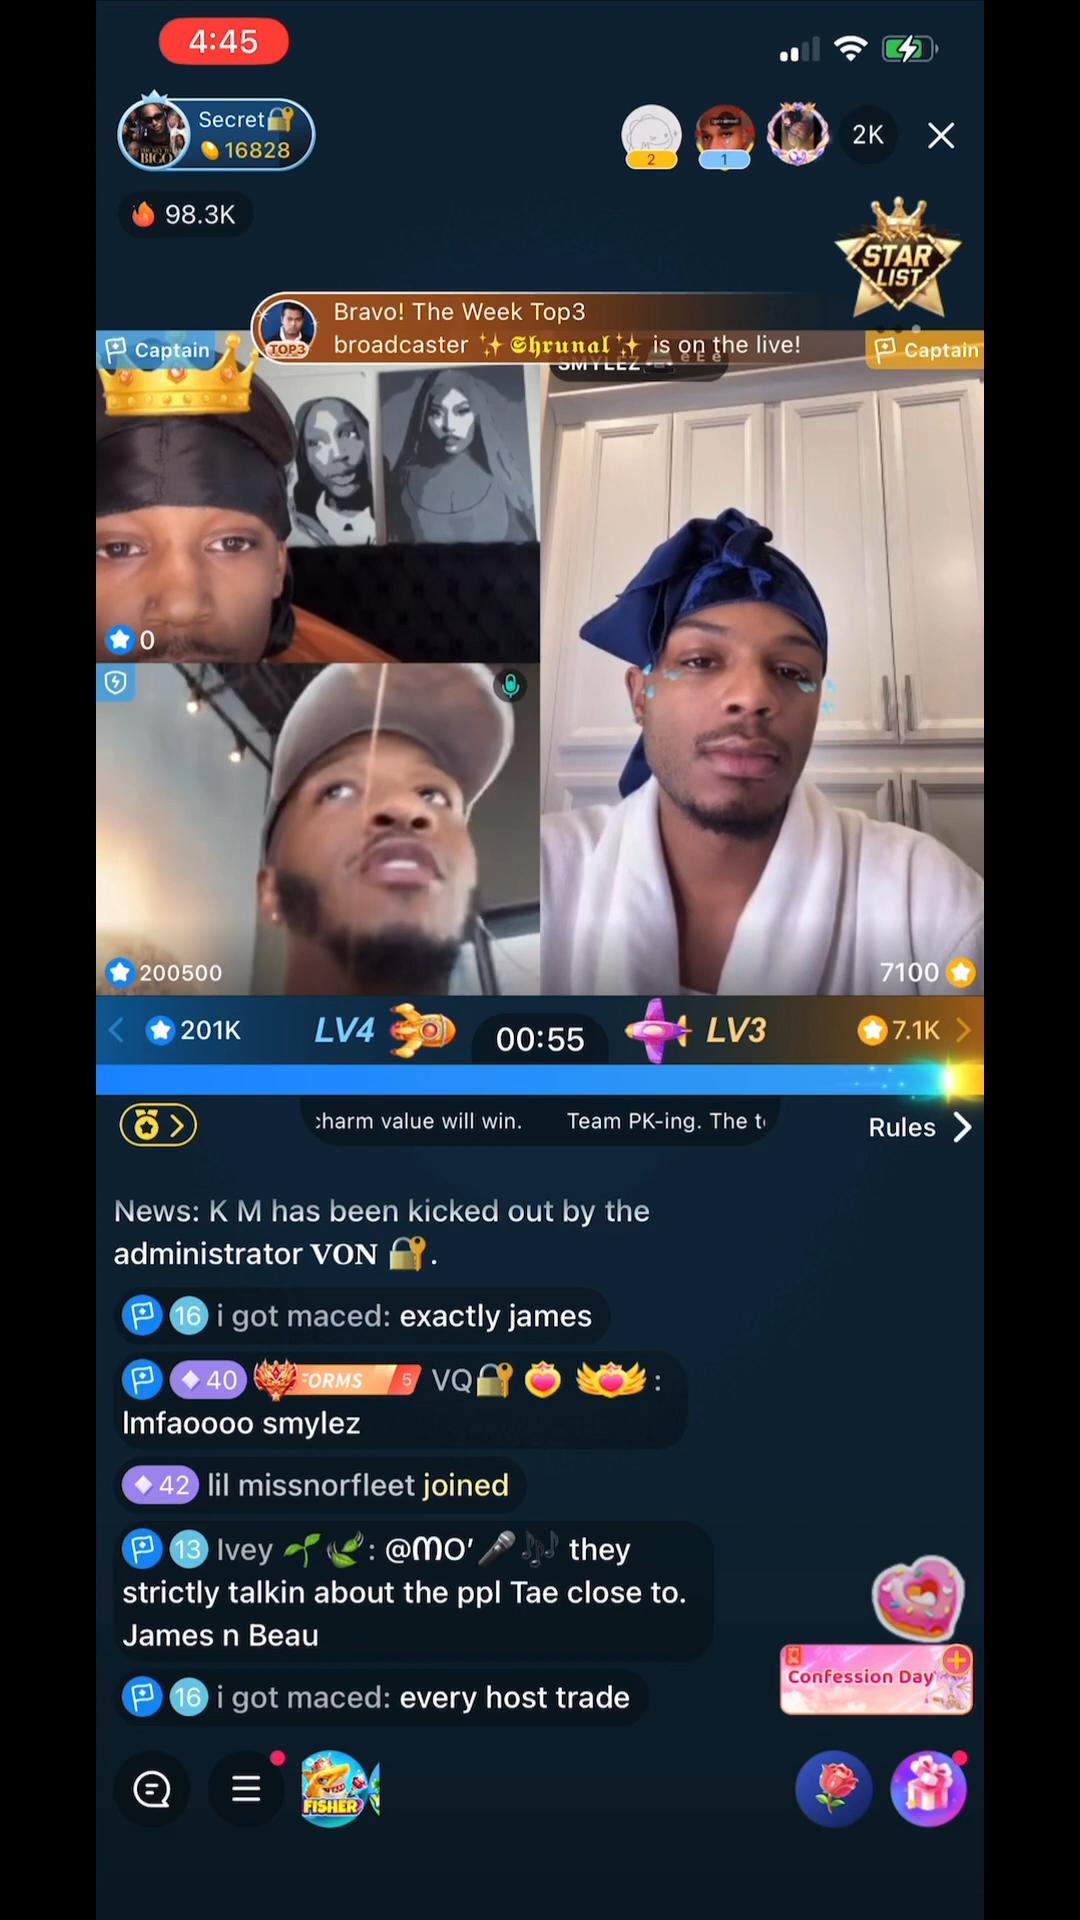 4:45
Secret🔐
16828
BIGO
2
1
2K
98.3K
STAR
LIST
Bravo! The Week Top3
broadcaster ✨𝕾𝖍𝖗𝖚𝖓𝖆𝖑✨ is on the live!
TOP3
Captain
Captain
SMYLEZ
0
200500
7100
201K
LV4
00:55
LV3
7.1K
charm value will win. Team PK-ing. The t
Rules
News: K M has been kicked out by the
administrator VON 🔐.
16 i got maced: exactly james
40 FORMS 5 VQ🔐 :
lmfaoooo smylez
42 lil missnorfleet joined
13 Ivey 🌱🍃: @ᗰO'🎤🎶 they
strictly talkin about the ppl Tae close to.
James n Beau
Confession Day
16 i got maced: every host trade
FISHER